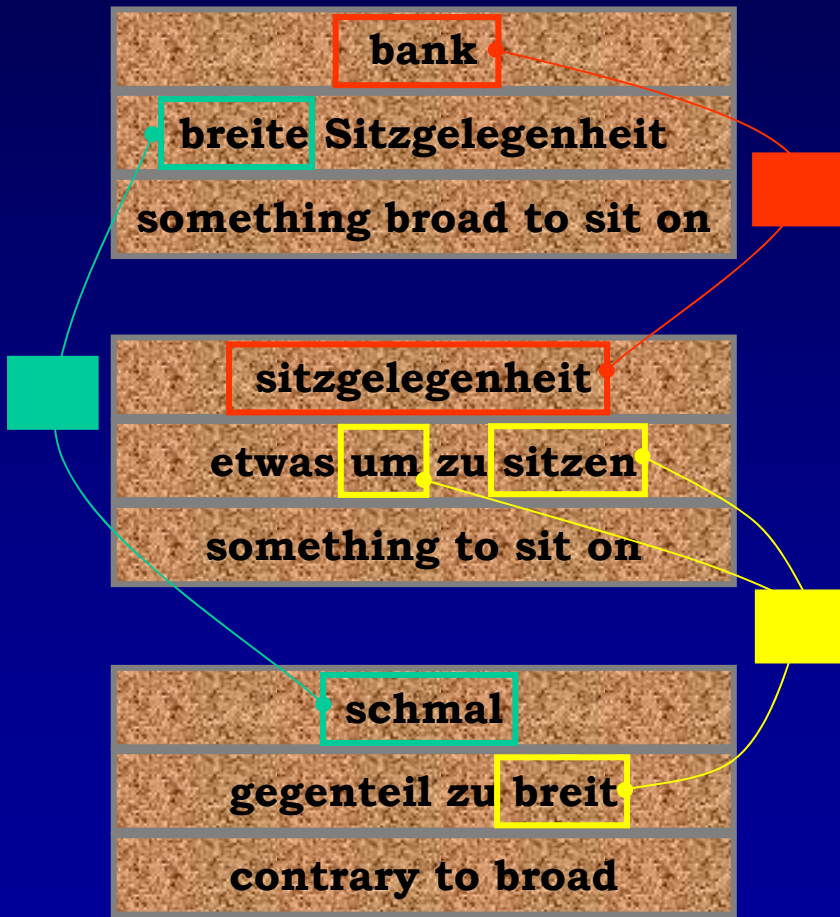 bank
breite Sitzgelegenheit
something broad to sit on
sitzgelegenheit
etwas um zu sitzen
something to sit on
schmal
gegenteil zu breit
contrary to broad